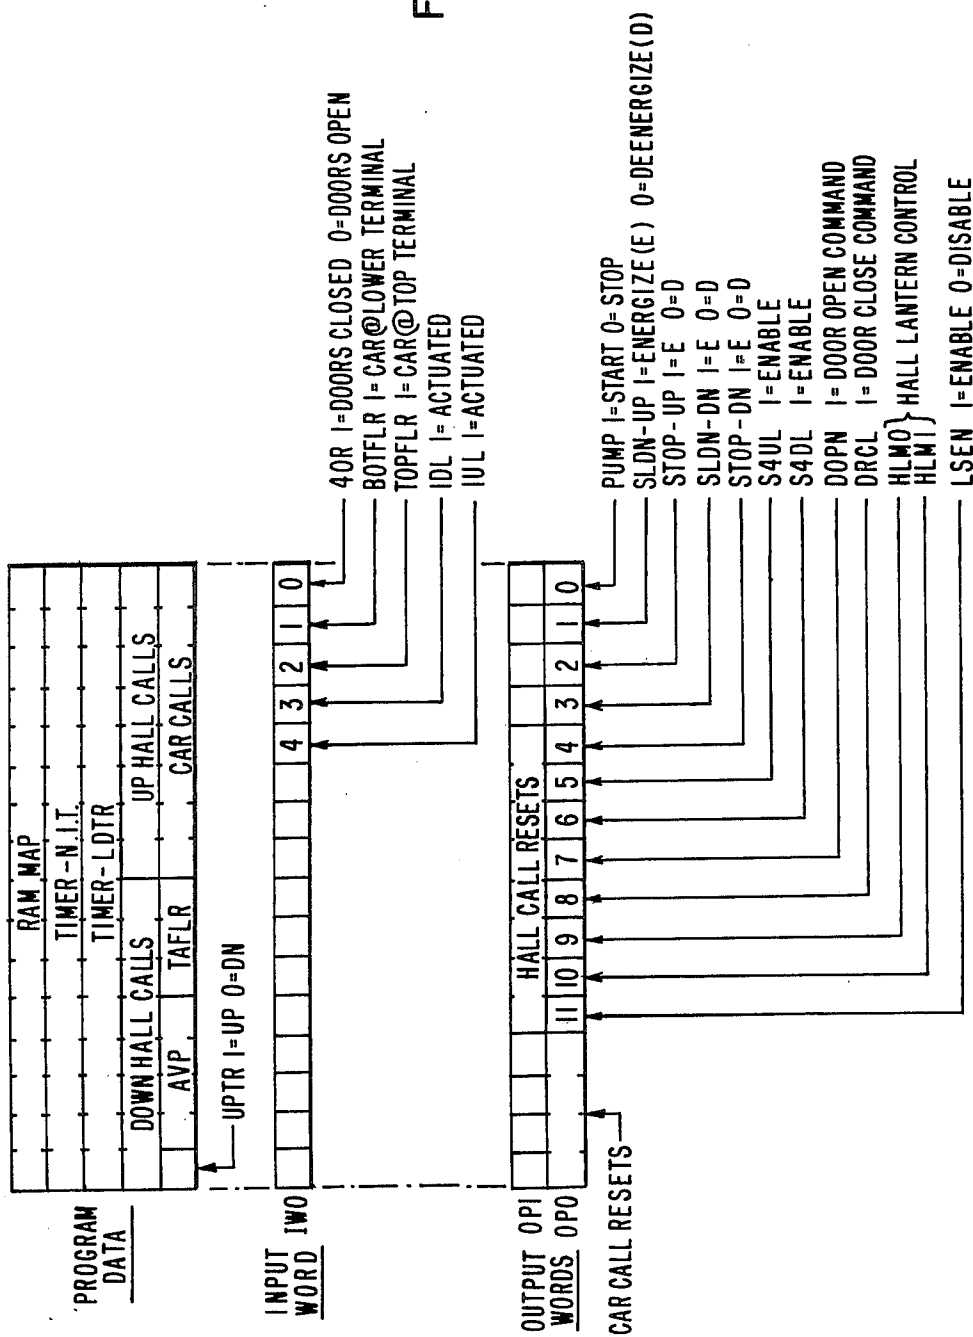 F
PROGRAM
DATA
RAM MAP
TIMER-N.I.T.
TIMER-LDTR
DOWN HALL CALLS UP HALL CALLS
AVP TAFLR CAR CALLS
UPTR 1=UP 0=DN
INPUT
WORD IW0
4 3 2 1 0
40R 1=DOORS CLOSED 0=DOORS OPEN
BOTFLR 1=CAR@LOWER TERMINAL
TOPFLR 1=CAR@TOP TERMINAL
1DL 1=ACTUATED
1UL 1=ACTUATED
OUTPUT OP1
WORDS OP0
HALL CALL RESETS
11 10 9 8 7 6 5 4 3 2 1 0
CAR CALL RESETS
PUMP 1=START 0=STOP
SLDN-UP 1=ENERGIZE(E) 0=DEENERGIZE(D)
STOP-UP 1=E 0=D
SLDN-DN 1=E 0=D
STOP-DN 1=E 0=D
S4UL 1=ENABLE
S4DL 1=ENABLE
DOPN 1=DOOR OPEN COMMAND
DRCL 1=DOOR CLOSE COMMAND
HLM0
HLM1 } HALL LANTERN CONTROL
LSEN 1=ENABLE 0=DISABLE